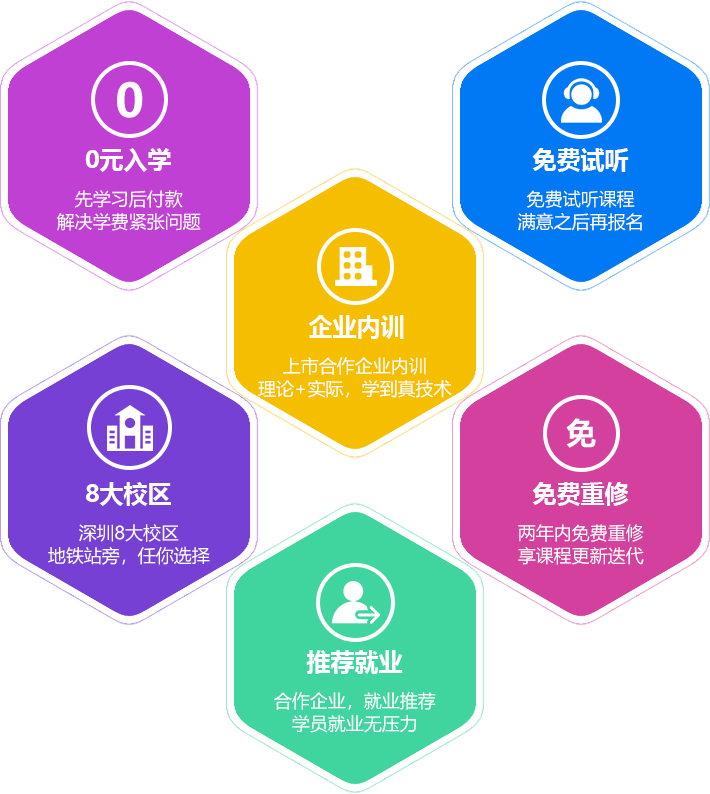 0
0元入学
先学习后付款
解决学费紧张问题
免费试听
免费试听课程
满意之后再报名
企业内训
上市合作企业内训
理论+实际，学到真技术
8大校区
深圳8大校区
地铁站旁，任你选择
免
免费重修
两年内免费重修
享课程更新迭代
推荐就业
合作企业，就业推荐
学员就业无压力